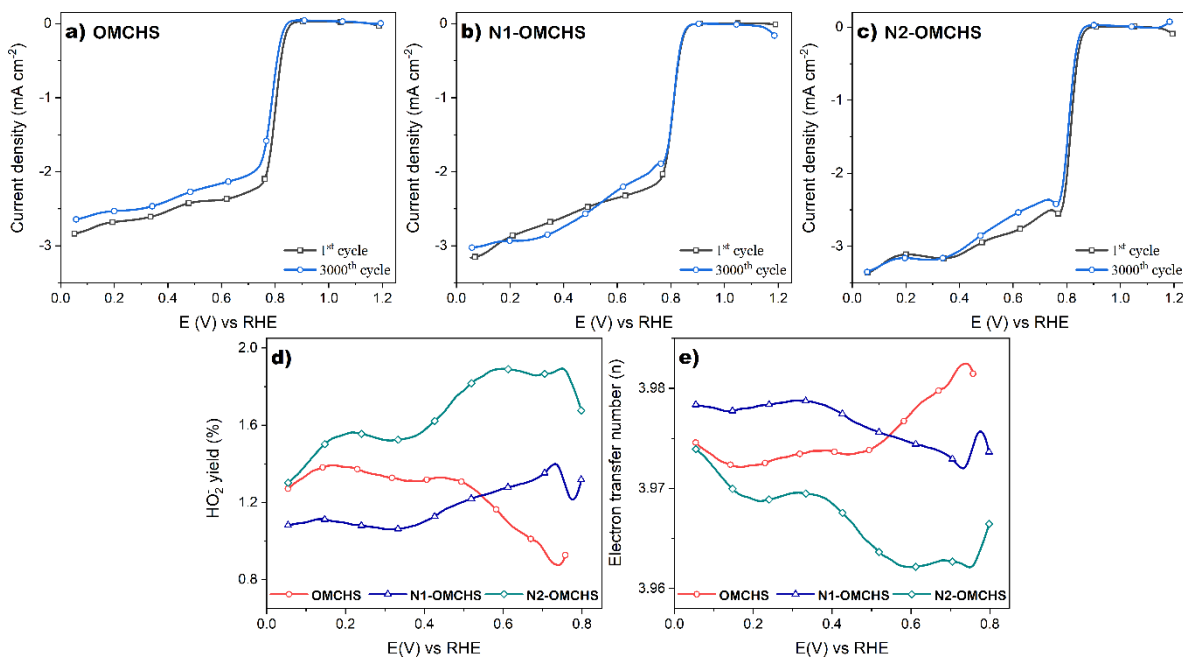 a) OMCHS
Current density (mA cm-2)
0
-1
-2
-3
0.0 0.2 0.4 0.6 0.8 1.0 1.2
E (V) vs RHE
1st cycle
3000th cycle
b) N1-OMCHS
Current density (mA cm-2)
0
-1
-2
-3
0.0 0.2 0.4 0.6 0.8 1.0 1.2
E (V) vs RHE
1st cycle
3000th cycle
c) N2-OMCHS
Current density (mA cm-2)
0
-1
-2
-3
0.0 0.2 0.4 0.6 0.8 1.0 1.2
E (V) vs RHE
1st cycle
3000th cycle
d)
HO2 yield (%)
2.0
1.6
1.2
0.8
OMCHS N1-OMCHS N2-OMCHS
0.0 0.2 0.4 0.6 0.8
E(V) vs RHE
e)
Electron transfer number (n)
3.98
3.97
3.96
OMCHS N1-OMCHS N2-OMCHS
0.0 0.2 0.4 0.6 0.8
E(V) vs RHE